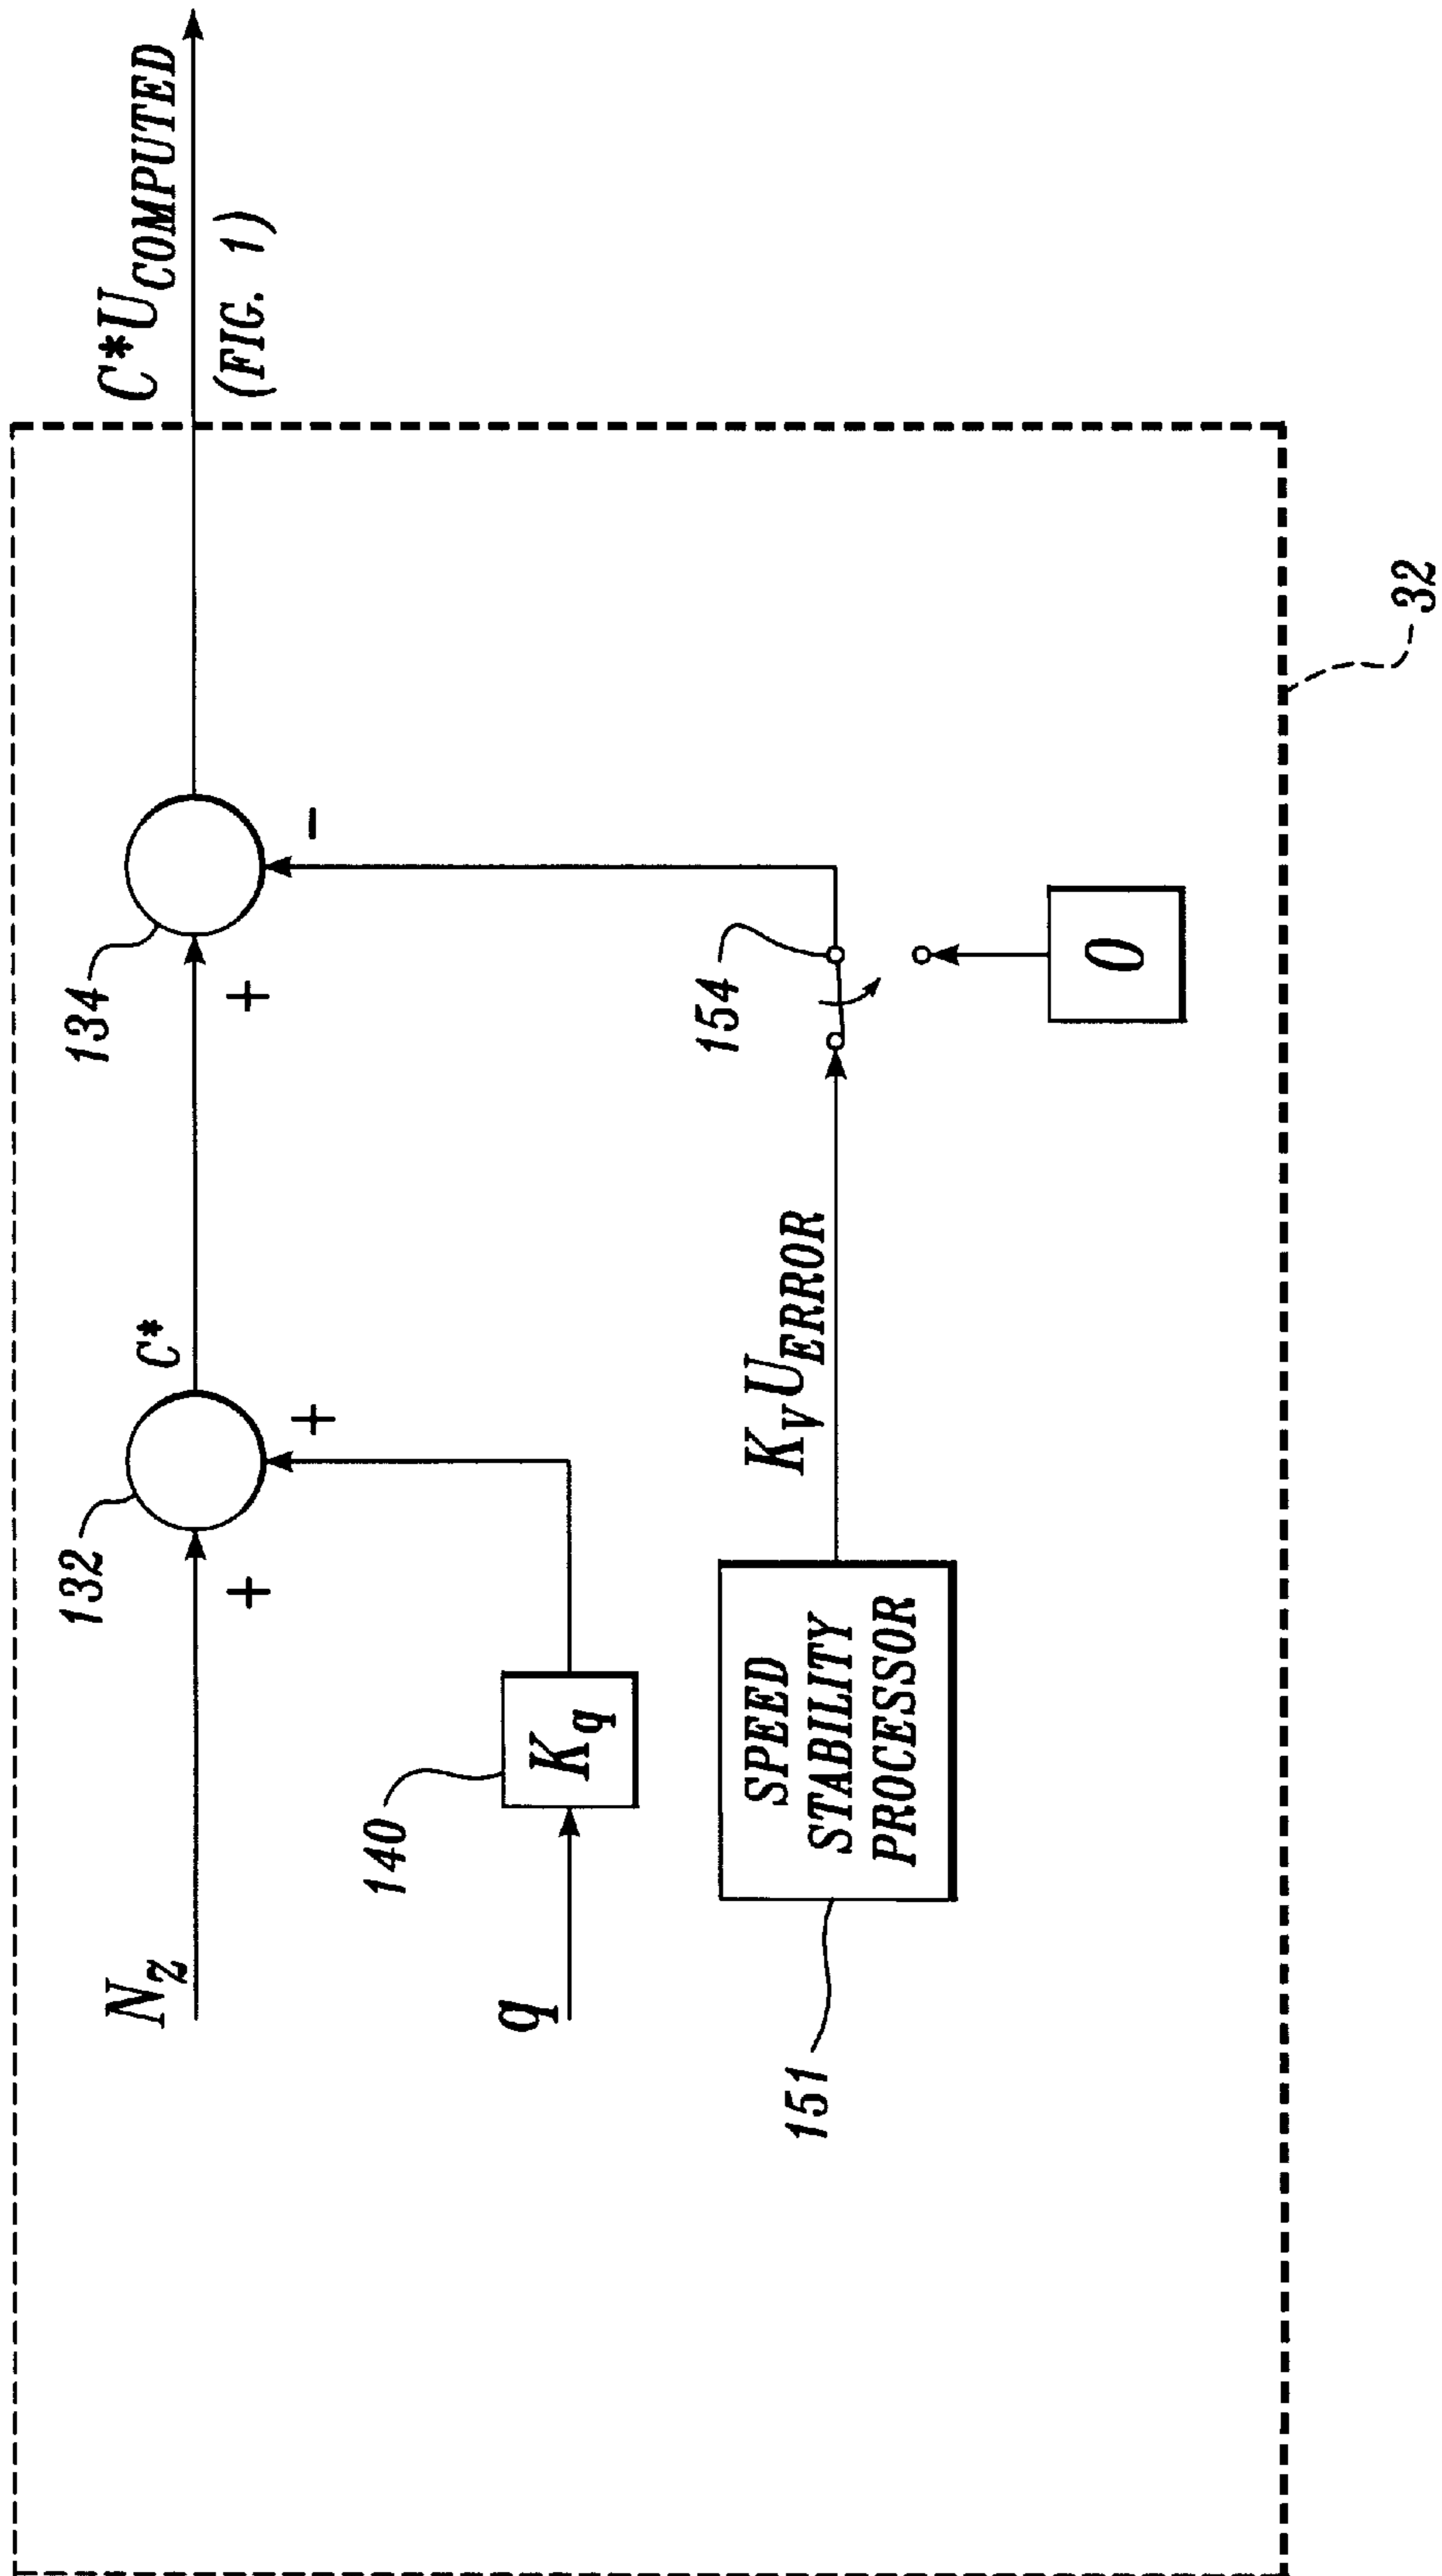 C*U_COMPUTED
(FIG. 1)
134
132
C*
+
+
+
-
N_Z
140
K_q
q
154
K_V U_ERROR
0
SPEED
STABILITY
PROCESSOR
151
32